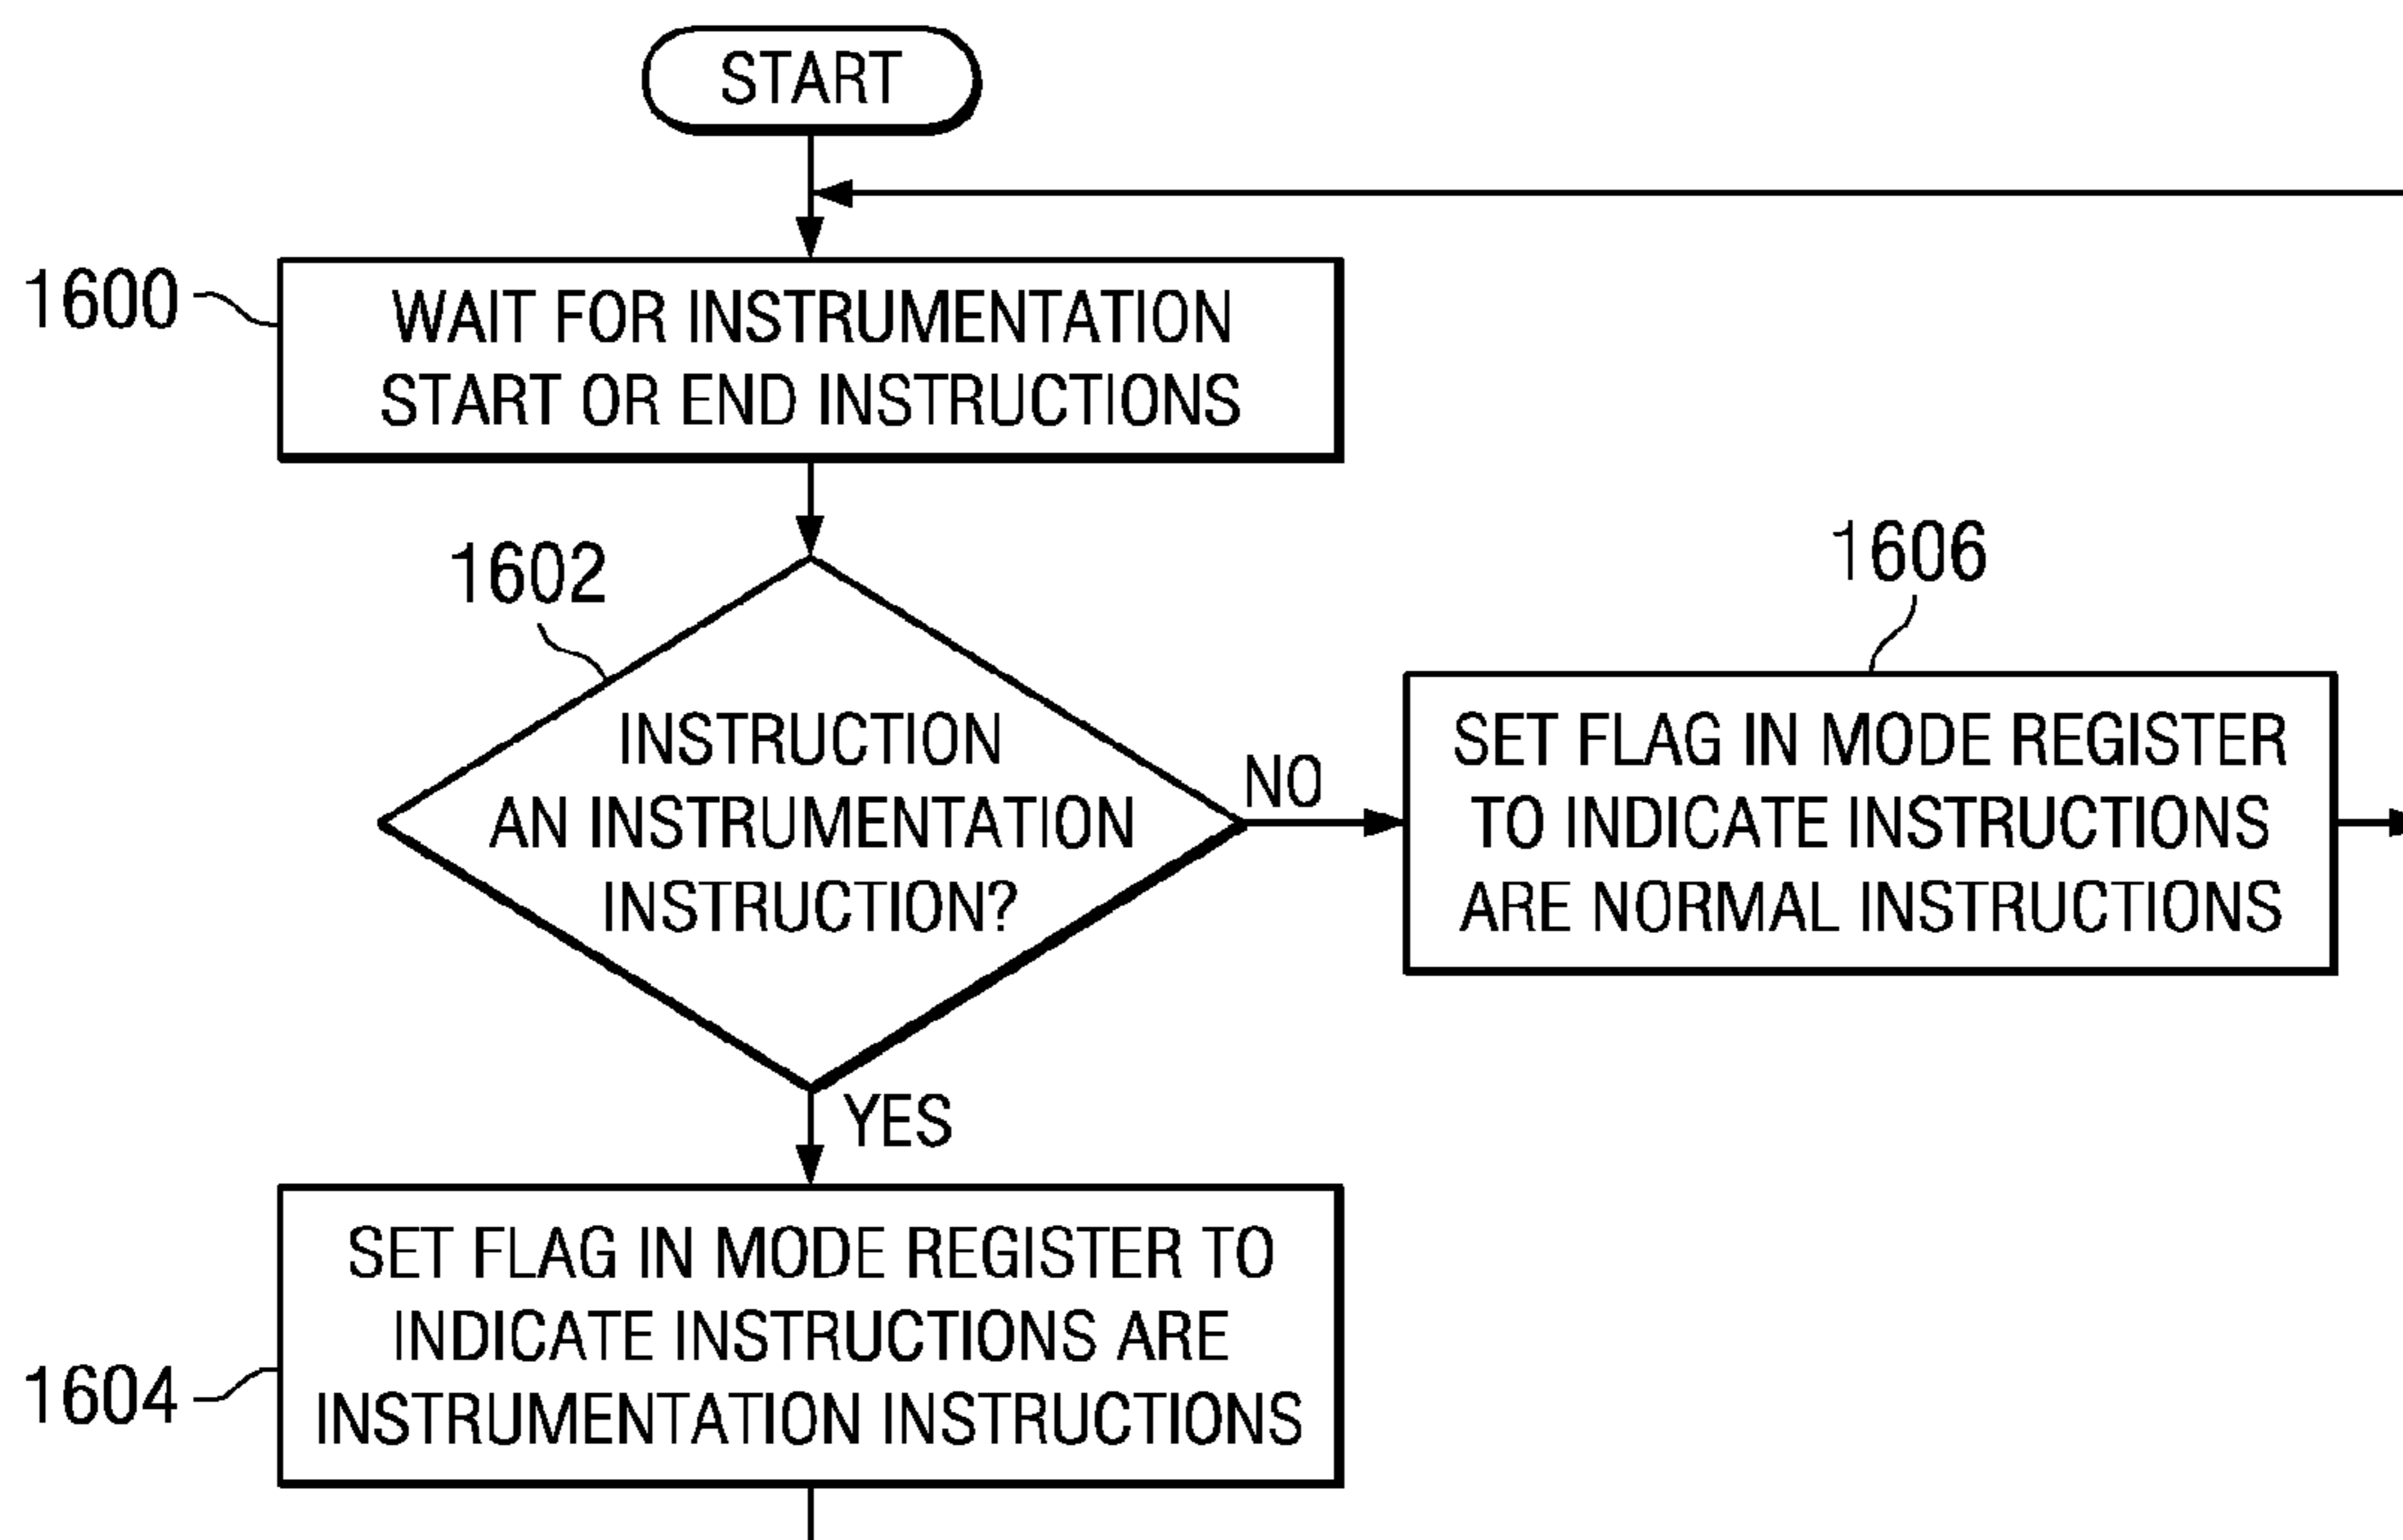 START
1600
WAIT FOR INSTRUMENTATION
START OR END INSTRUCTIONS
1602
INSTRUCTION
AN INSTRUMENTATION
INSTRUCTION?
NO
1606
SET FLAG IN MODE REGISTER
TO INDICATE INSTRUCTIONS
ARE NORMAL INSTRUCTIONS
YES
1604
SET FLAG IN MODE REGISTER TO
INDICATE INSTRUCTIONS ARE
INSTRUMENTATION INSTRUCTIONS